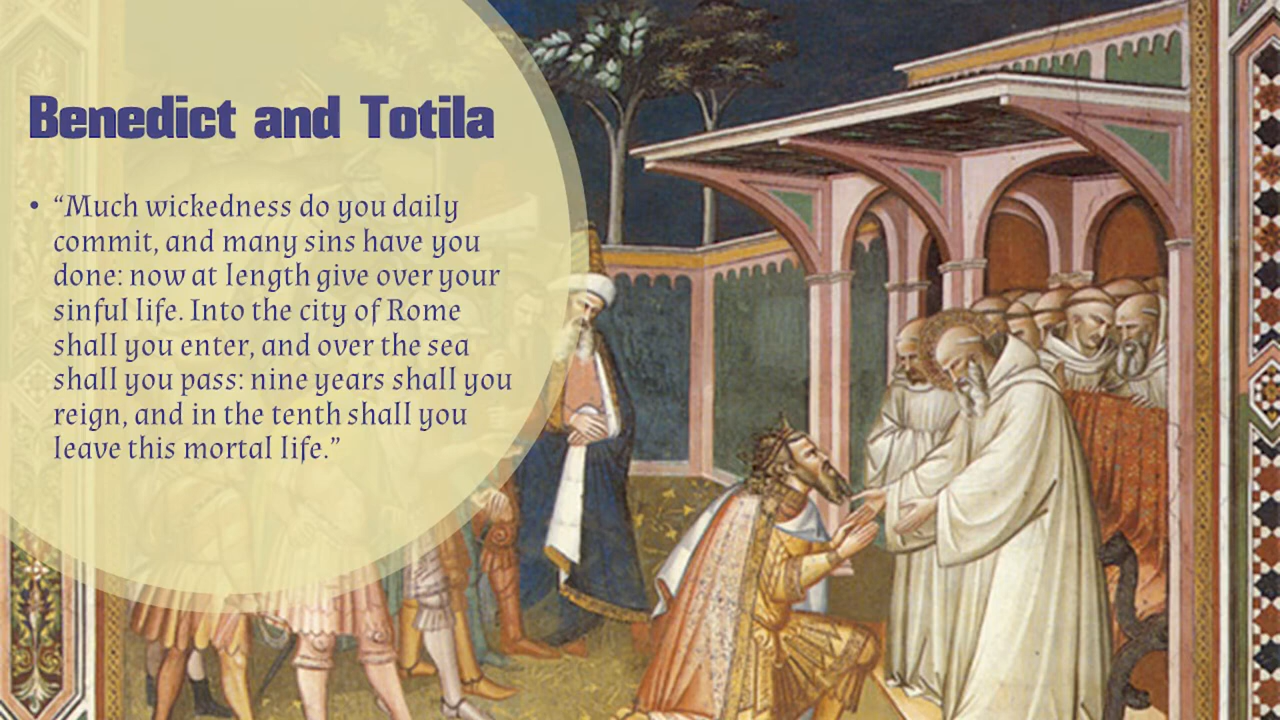 Benedict and Totila
• “Much wickedness do you daily
commit, and many sins have you
done: now at length give over your
sinful life. Into the city of Rome
shall you enter, and over the sea
shall you pass: nine years shall you
reign, and in the tenth shall you
leave this mortal life.”